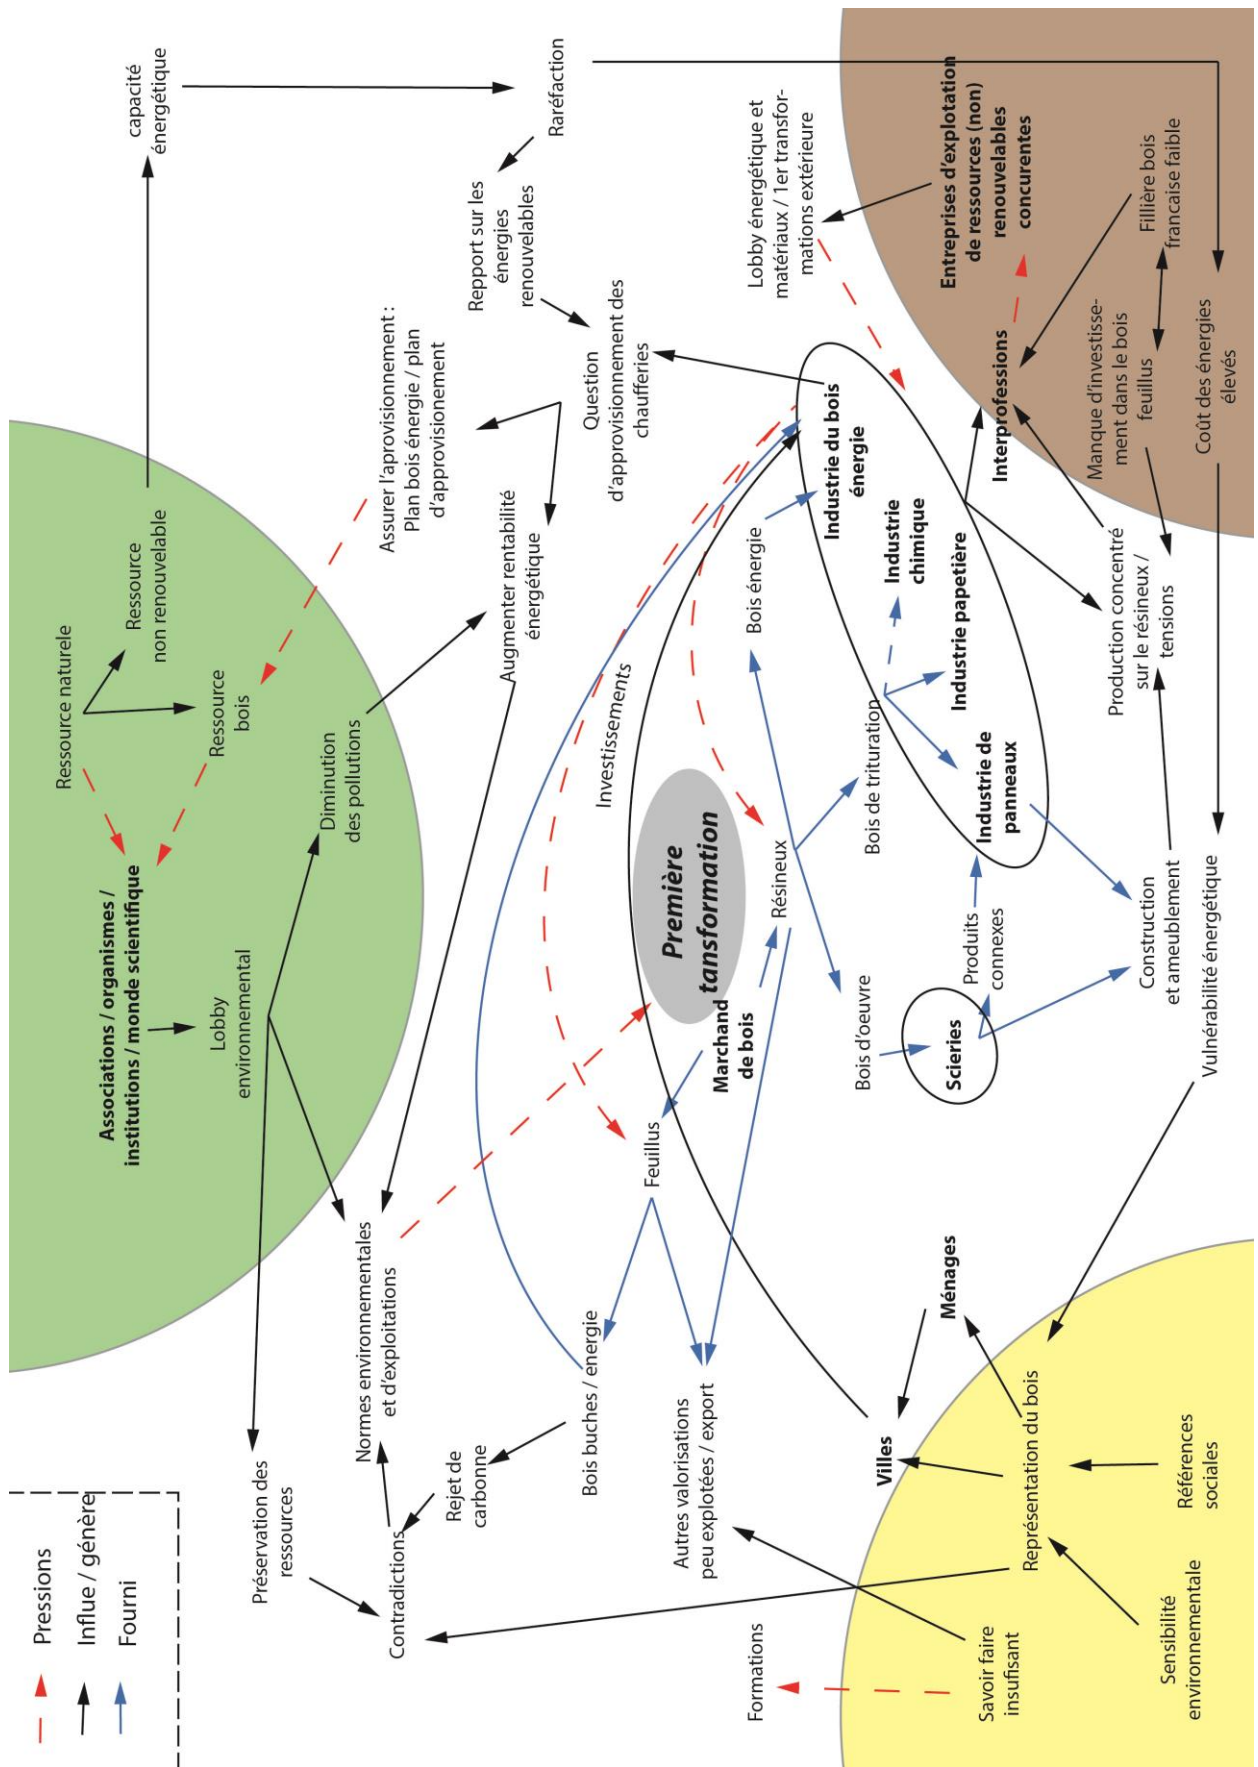 Pressions
Influe / génère
Fourni
Ressource naturele
Ressource
non renouvelable
Ressource
bois
Associations / organismes /
institutions / monde scientifique
Lobby
environnemental
Diminution
des pollutions
capacité
énergétique
Raréfaction
Repport sur les
énergies
renouvelables
Assurer l'aprovisionnement :
Plan bois énergie / plan
d'approvisionement
Question
d'approvisionnement des
chaufferies
Augmenter rentabilité
énergétique
Préservation des
ressources
Normes environnementales
et d'exploitations
Contradictions
Rejet de
carbonne
Bois buches / energie
Autres valorisations
peu explotées / export
Feuillus
Investissements
Première
tansformation
Marchand
de bois
Résineux
Bois énergie
Bois de trituration
Bois d'oeuvre
Scieries
Produits
connexes
Industrie du bois
énergie
Industrie
chimique
Industrie papetière
Industrie de
panneaux
Construction
et ameublement
Lobby énergétique et
matériaux / 1er transfor-
mations extérieure
Entreprises d'explotation
de ressources (non)
renouvelables
concurentes
Interprofessions
Fillière bois
francaise faible
Manque d'investisse-
ment dans le bois
feuillus
Production concentré
sur le résineux /
tensions
Coût des énergies
élevés
Vulnérabilité énergétique
Ménages
Villes
Représentation du bois
Références
sociales
Sensibilité
environnementale
Savoir faire
insufisant
Formations